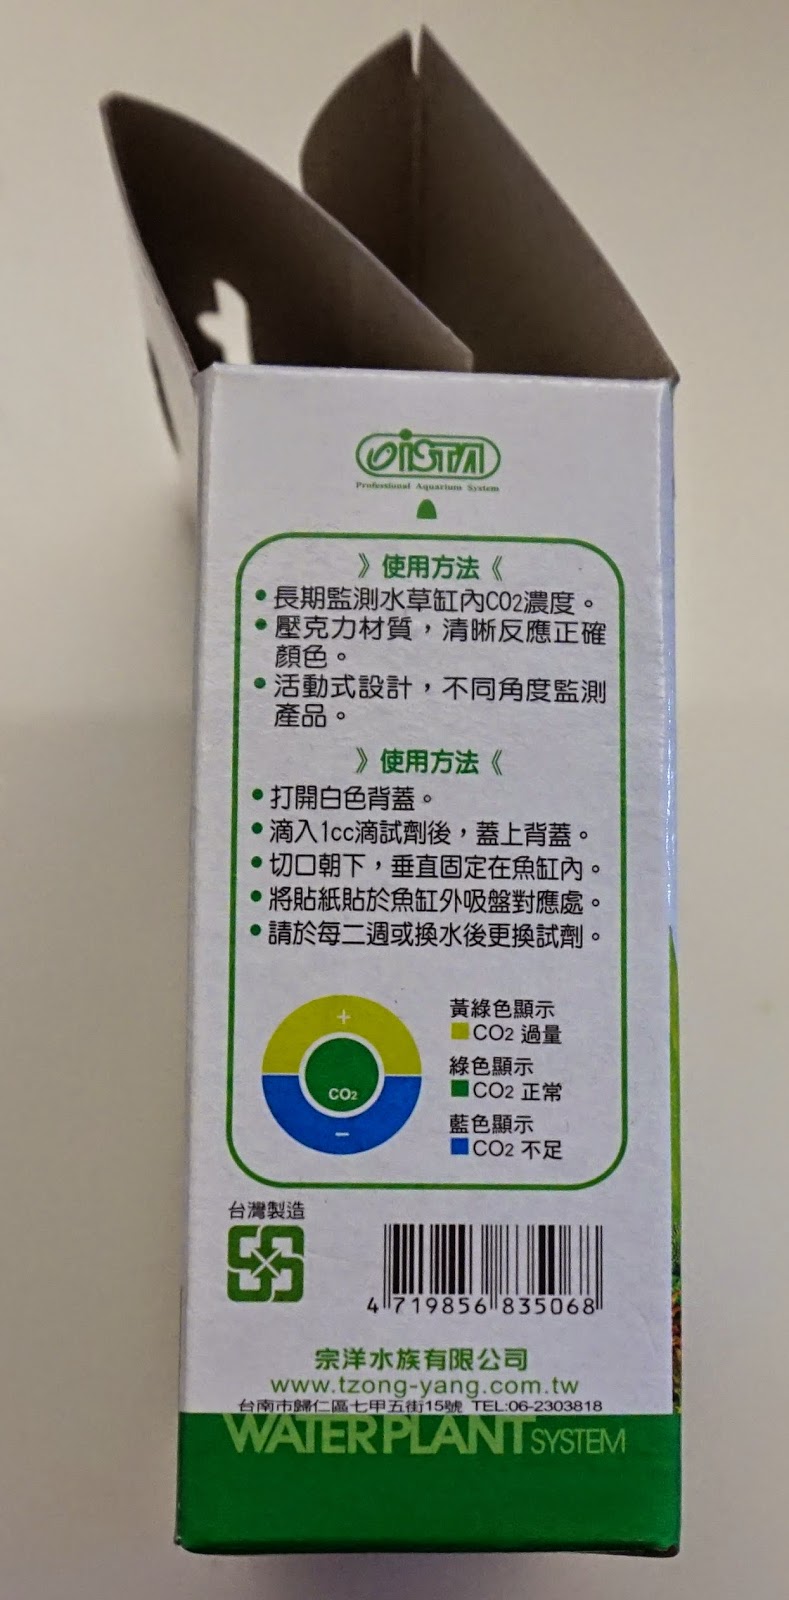 ISTA
Professional Aquarium System
》使用方法《
•長期監測水草缸內CO2濃度。
•壓克力材質，清晰反應正確
顏色。
•活動式設計，不同角度監測
產品。
》使用方法《
•打開白色背蓋。
•滴入1cc滴試劑後，蓋上背蓋。
•切口朝下，垂直固定在魚缸內。
•將貼紙貼於魚缸外吸盤對應處。
•請於每二週或換水後更換試劑。
+
CO2
−
黃綠色顯示
CO2 過量
綠色顯示
CO2 正常
藍色顯示
CO2 不足
台灣製造
4 719856 835068
宗洋水族有限公司
www.tzong-yang.com.tw
台南市歸仁區七甲五街15號 TEL:06-2303818
WATER PLANT SYSTEM